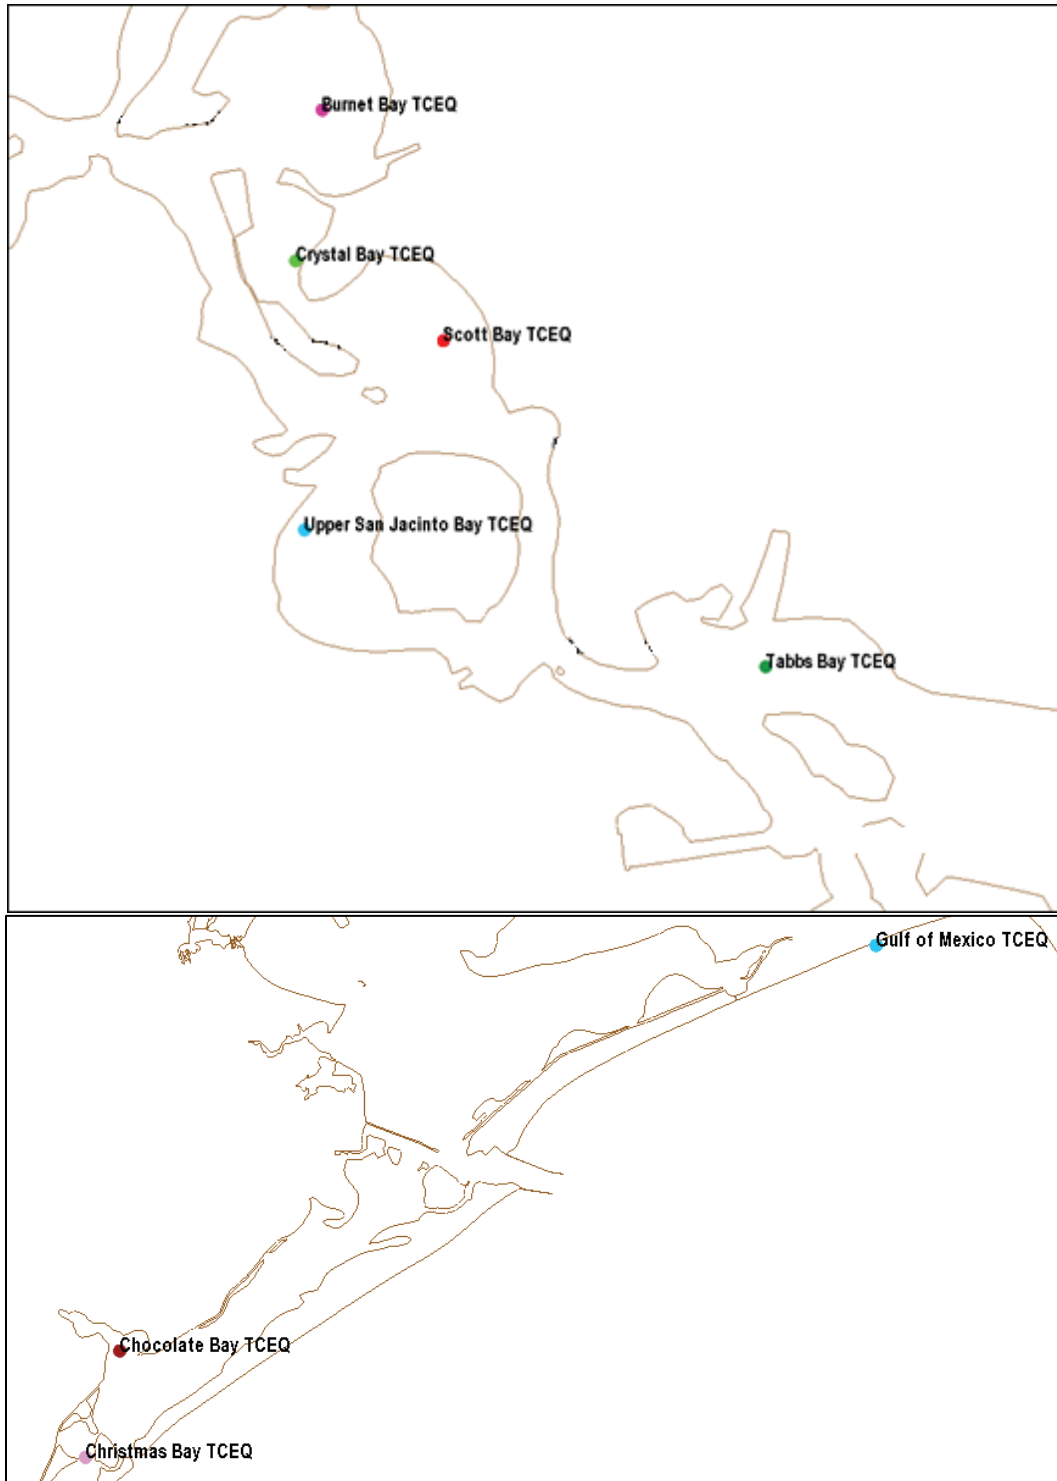 Burnet Bay TCEQ
Crystal Bay TCEQ
Scott Bay TCEQ
Upper San Jacinto Bay TCEQ
Tabbs Bay TCEQ
Gulf of Mexico TCEQ
Chocolate Bay TCEQ
Christmas Bay TCEQ